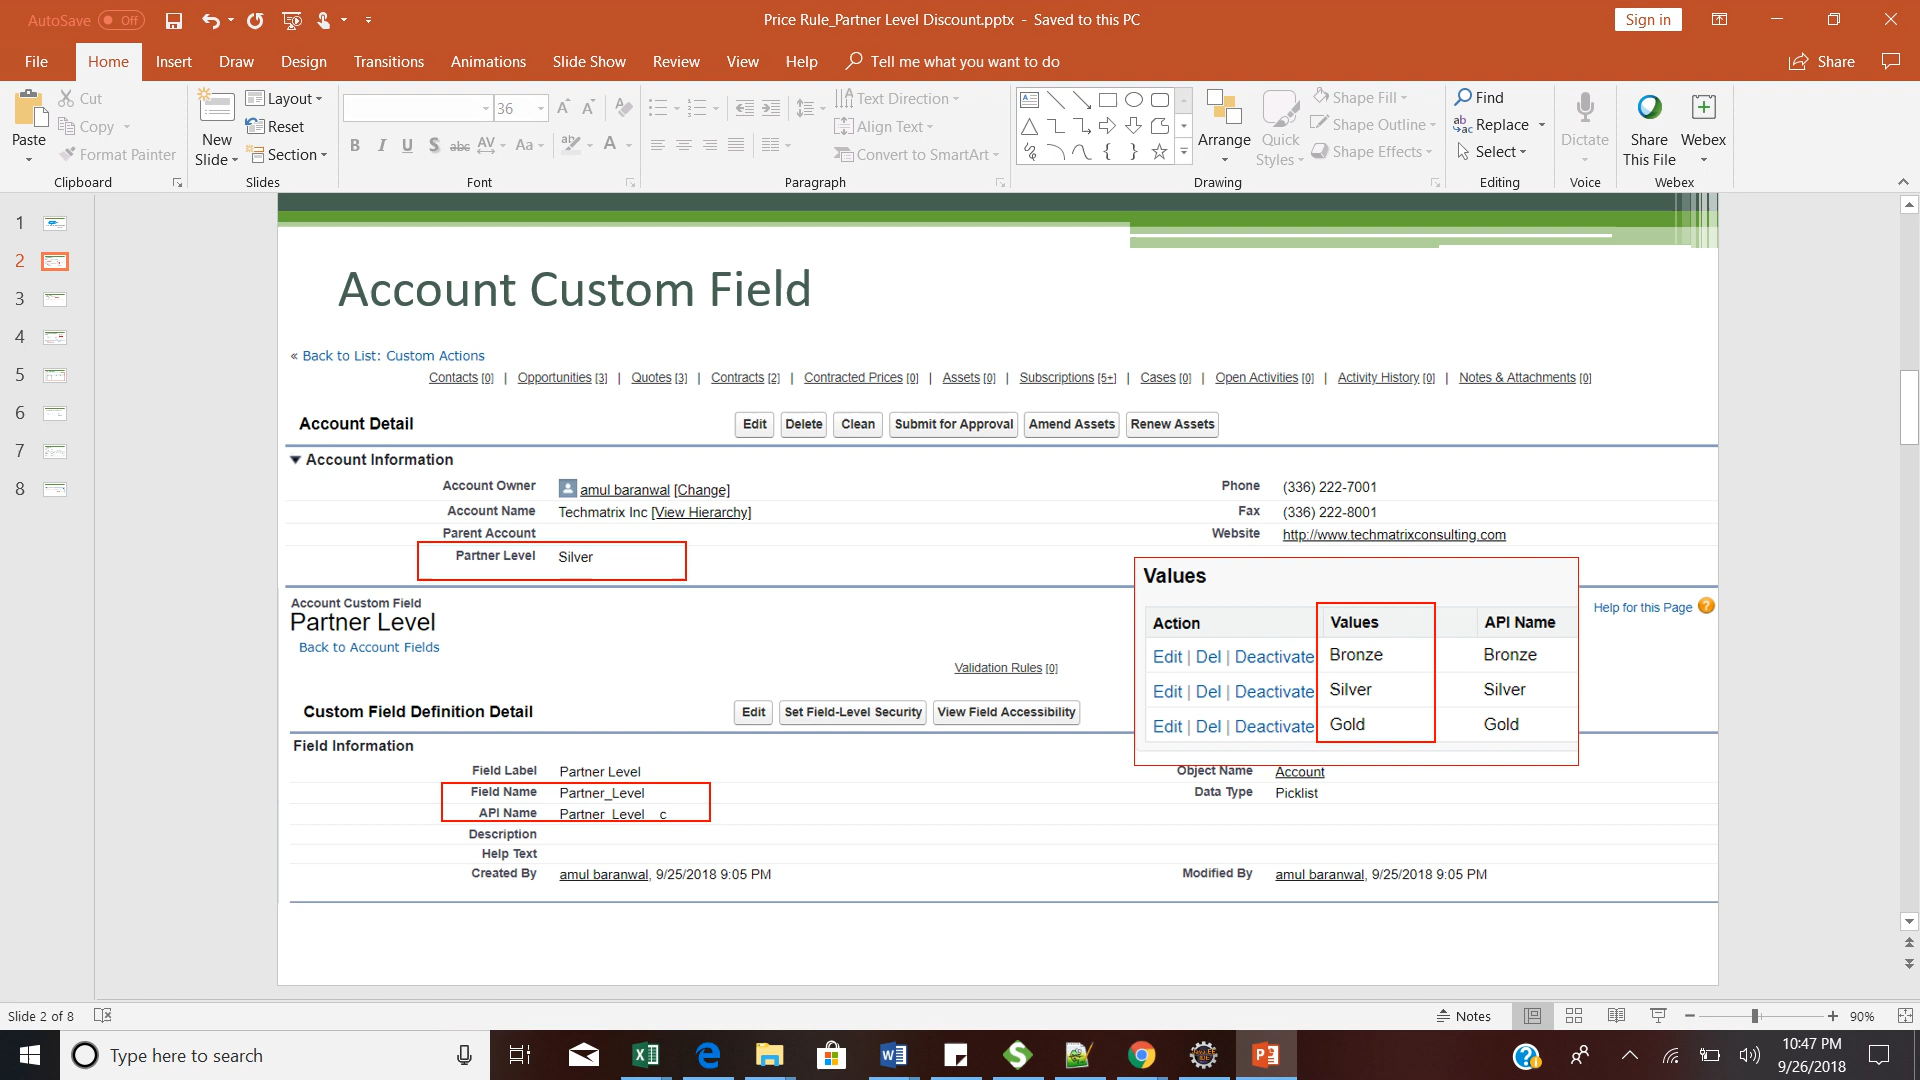 AutoSave Off
Price Rule_Partner Level Discount.pptx - Saved to this PC
Sign in
File Home Insert Draw Design Transitions Animations Slide Show Review View Help Tell me what you want to do Share
Paste Cut Copy Format Painter
Clipboard
New Slide Layout Reset Section
Slides
36
B I U S abc AV Aa A
Font
Text Direction Align Text Convert to SmartArt
Paragraph
Arrange Quick Styles Shape Fill Shape Outline Shape Effects
Drawing
Find Replace Select
Editing
Dictate
Voice
Share This File Webex
Webex
1
2
3
4
5
6
7
8
Account Custom Field
« Back to List: Custom Actions
Contacts [0] | Opportunities [3] | Quotes [3] | Contracts [2] | Contracted Prices [0] | Assets [0] | Subscriptions [5+] | Cases [0] | Open Activities [0] | Activity History [0] | Notes & Attachments [0]
Account Detail Edit Delete Clean Submit for Approval Amend Assets Renew Assets
Account Information
Account Owner amul baranwal [Change] Phone (336) 222-7001
Account Name Techmatrix Inc [View Hierarchy] Fax (336) 222-8001
Parent Account Website http://www.techmatrixconsulting.com
Partner Level Silver
Account Custom Field
Partner Level
Back to Account Fields
Help for this Page
Validation Rules [0]
Values
Action Values API Name
Edit | Del | Deactivate Bronze Bronze
Edit | Del | Deactivate Silver Silver
Edit | Del | Deactivate Gold Gold
Custom Field Definition Detail Edit Set Field-Level Security View Field Accessibility
Field Information
Field Label Partner Level Object Name Account
Field Name Partner_Level Data Type Picklist
API Name Partner_Level__c
Description
Help Text
Created By amul baranwal, 9/25/2018 9:05 PM Modified By amul baranwal, 9/25/2018 9:05 PM
Slide 2 of 8 Notes 90%
Type here to search
10:47 PM
9/26/2018